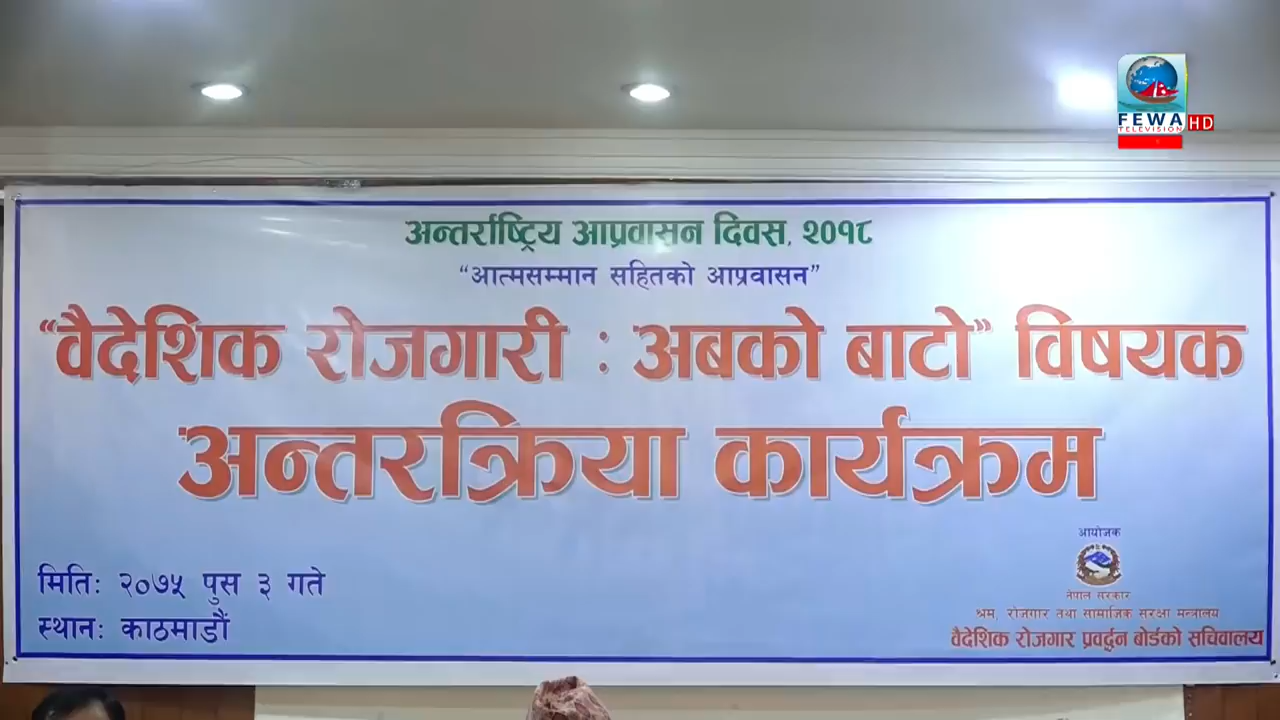 FEWA HD
TELEVISION
अन्तर्राष्ट्रिय आप्रवासन दिवस, २०१८
“आत्मसम्मान सहितको आप्रवासन”
“वैदेशिक रोजगारी : अबको बाटो” विषयक
अन्तरक्रिया कार्यक्रम
मिति: २०७५ पुस ३ गते
स्थान: काठमाडौं
आयोजक
नेपाल सरकार
श्रम, रोजगार तथा सामाजिक सुरक्षा मन्त्रालय
वैदेशिक रोजगार प्रवर्द्धन बोर्डको सचिवालय